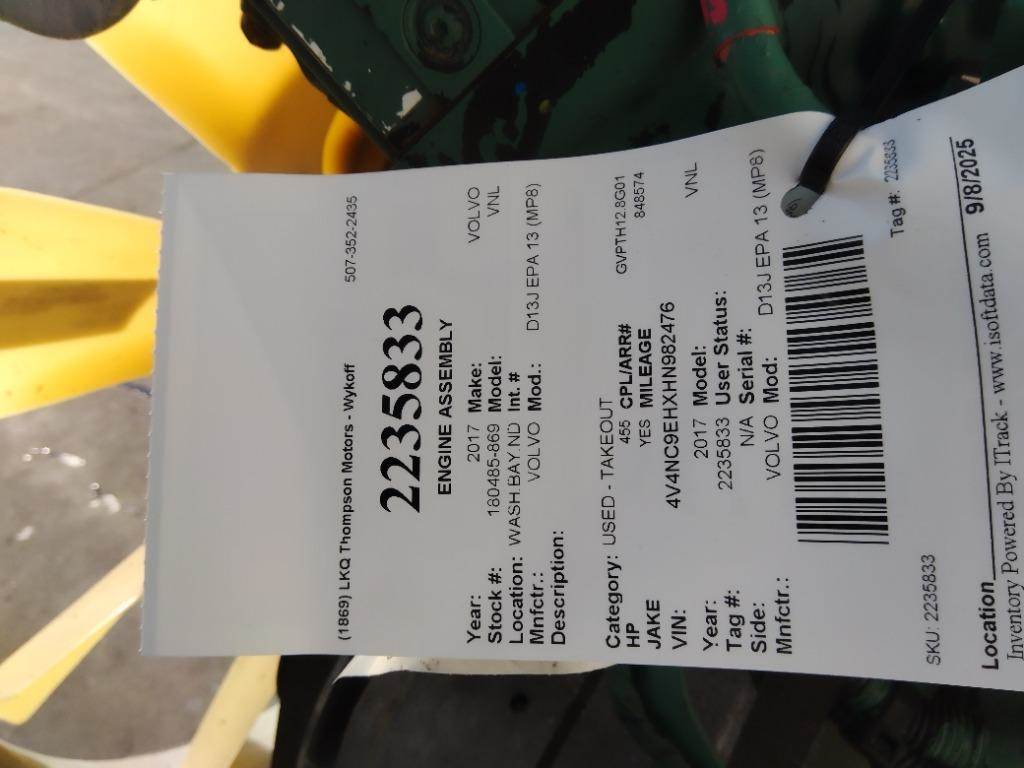 (1869) LKQ Thompson Motors - Wykoff 507-352-2435
2235833
ENGINE ASSEMBLY
Year: 2017 Make: VOLVO
Stock #: 180485-869 Model: VNL
Location: WASH.BAY.ND Int. #
Mnfctr.: VOLVO Mod.: D13J EPA 13 (MP8)
Description:
Category: USED - TAKEOUT
HP 455 CPL/ARR# GVPTH12.8G01
JAKE YES MILEAGE 848574
VIN: 4V4NC9EHXHN982476
Year: 2017 Model: VNL
Tag #: 2235833 User Status:
Side: N/A Serial #:
Mnfctr.: VOLVO Mod: D13J EPA 13 (MP8)
Tag #: 2235833
SKU: 2235833
Location 9/8/2025
Inventory Powered By ITrack - www.isoftdata.com